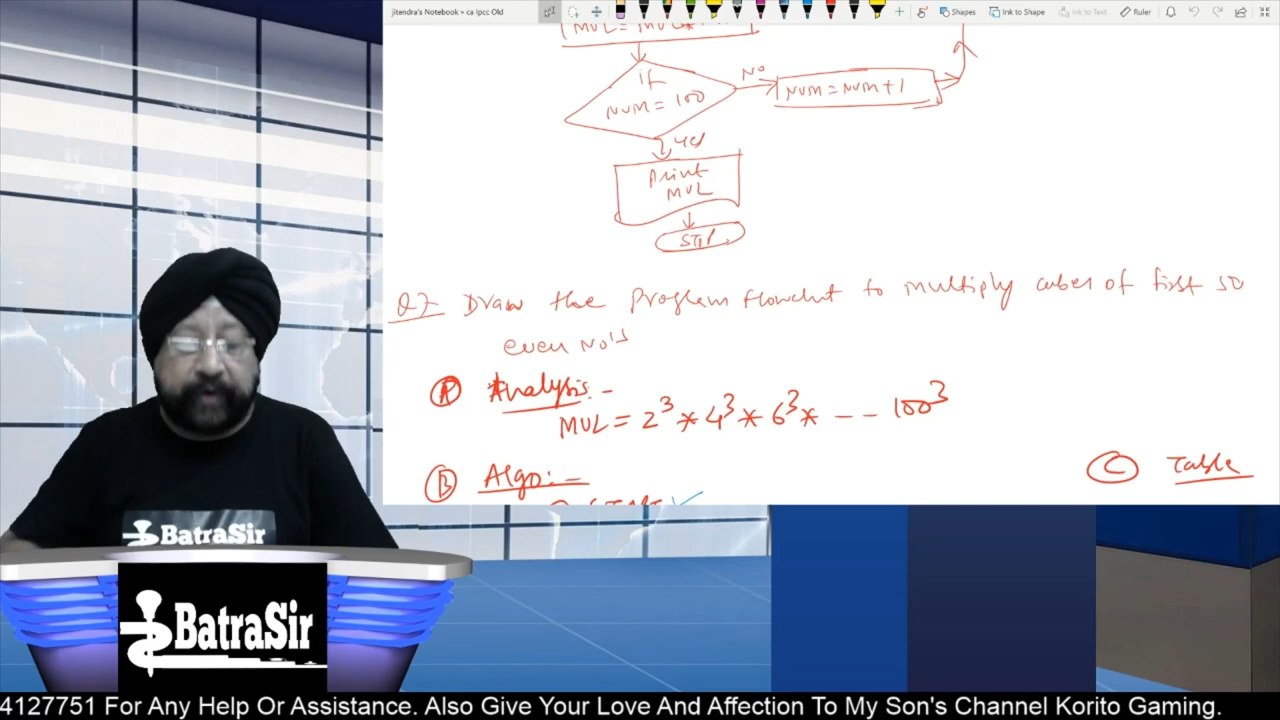 jitendra's Notebook > ca Ipcc Old
Shapes
Ink to Shape
Ink to Text
Ruler
If
NUM = 100
No
NUM = NUM + 1
Yes
Print
MUL
STOP
Q7 Draw the program flowchart to multiply cubes of first 50
even No's
A Analysis -
MUL = 2³ * 4³ * 6³ * -- 100³
B Algo: -
C Table
START
BatraSir
BatraSir
4127751 For Any Help Or Assistance. Also Give Your Love And Affection To My Son's Channel Korito Gaming.